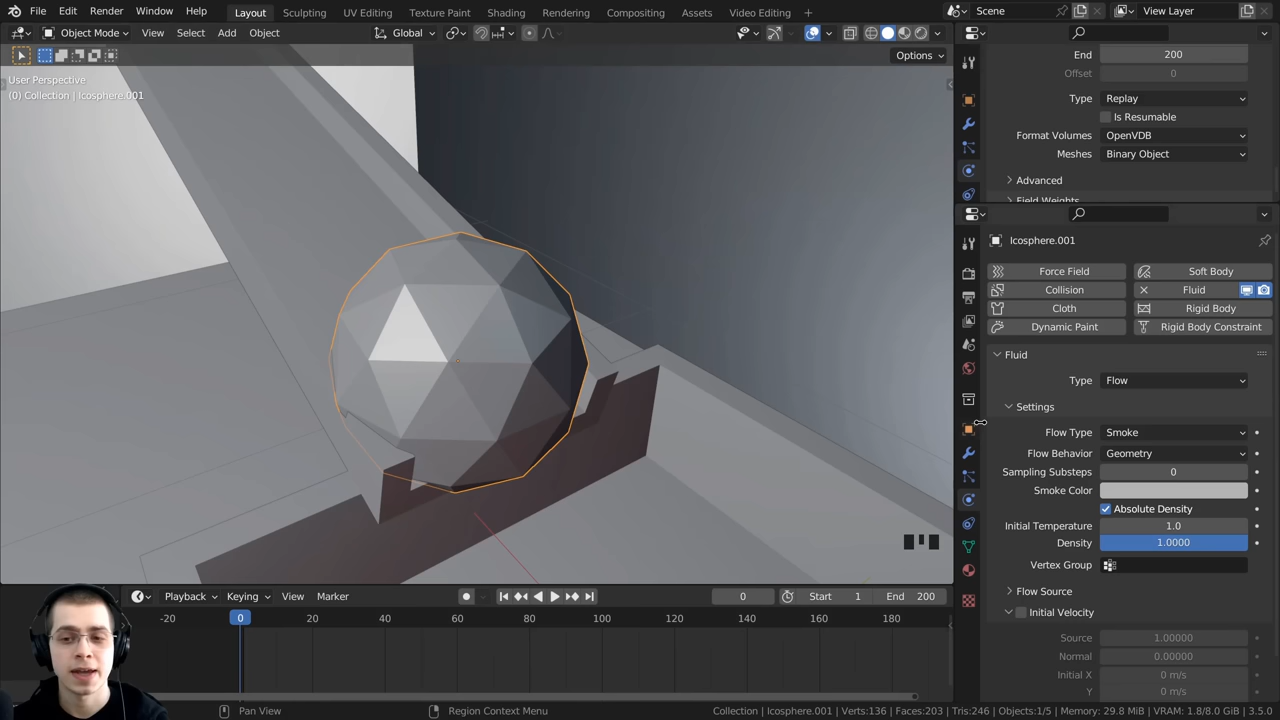 File Edit Render Window Help Layout Sculpting UV Editing Texture Paint Shading Rendering Compositing Assets Video Editing + Scene View Layer
Object Mode View Select Add Object Global
Options
User Perspective
(0) Collection | Icosphere.001
End 200
Offset 0
Type Replay
Is Resumable
Format Volumes OpenVDB
Meshes Binary Object
Advanced
Field Weights
Icosphere.001
Force Field Soft Body
Collision Fluid
Cloth Rigid Body
Dynamic Paint Rigid Body Constraint
Fluid
Type Flow
Settings
Flow Type Smoke
Flow Behavior Geometry
Sampling Substeps 0
Smoke Color
Absolute Density
Initial Temperature 1.0
Density 1.0000
Vertex Group
Flow Source
Initial Velocity
Source 1.00000
Normal 0.00000
Initial X 0 m/s
Y 0 m/s
Playback Keying View Marker 0 Start 1 End 200
-20 0 20 40 60 80 100 120 140 160 180
Pan View Region Context Menu Collection | Icosphere.001 | Verts:136 | Faces:203 | Tris:246 | Objects:1/5 | Memory: 29.8 MiB | VRAM: 1.8/8.0 GiB | 3.5.0